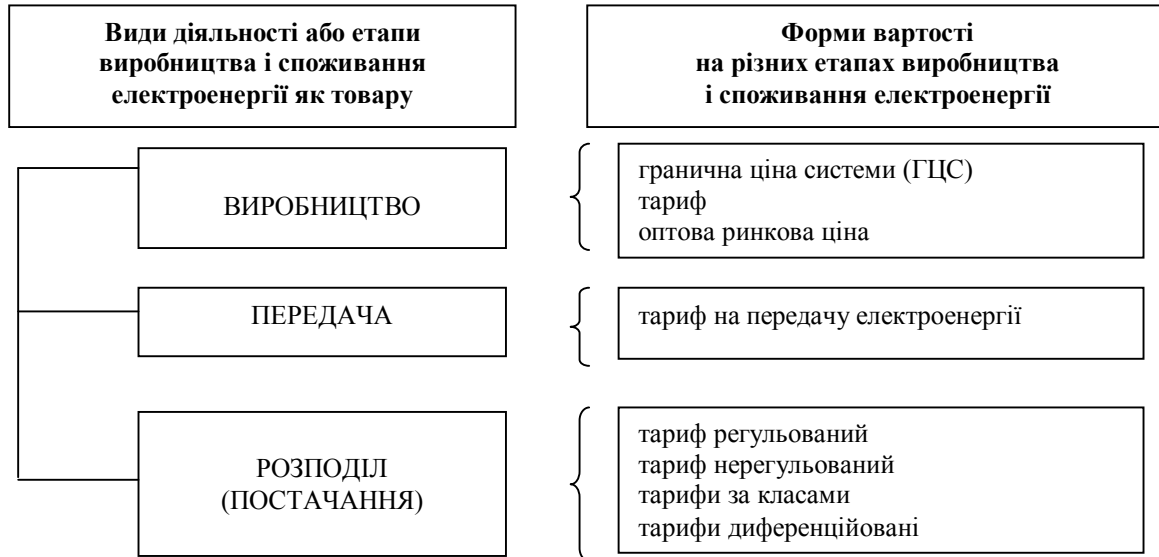 Види діяльності або етапи
виробництва і споживання
електроенергії як товару
Форми вартості
на різних етапах виробництва
і споживання електроенергії
ВИРОБНИЦТВО
гранична ціна системи (ГЦС)
тариф
оптова ринкова ціна
ПЕРЕДАЧА
тариф на передачу електроенергії
РОЗПОДІЛ
(ПОСТАЧАННЯ)
тариф регульований
тариф нерегульований
тарифи за класами
тарифи диференційовані